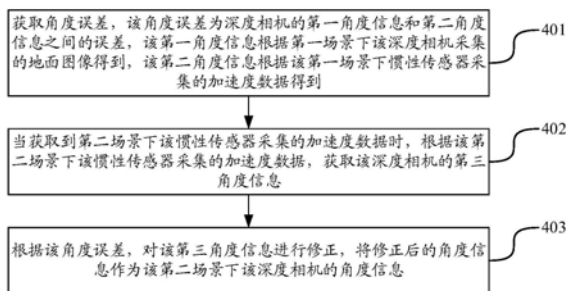 获取角度误差，该角度误差为深度相机的第一角度信息和第二角度
信息之间的误差，该第一角度信息根据第一场景下该深度相机采集
的地面图像得到，该第二角度信息根据该第一场景下惯性传感器采
集的加速度数据得到
401
当获取到第二场景下该惯性传感器采集的加速度数据时，根据该第
二场景下该惯性传感器采集的加速度数据，获取该深度相机的第三
角度信息
402
根据该角度误差，对该第三角度信息进行修正，将修正后的角度信
息作为该第二场景下该深度相机的角度信息
403